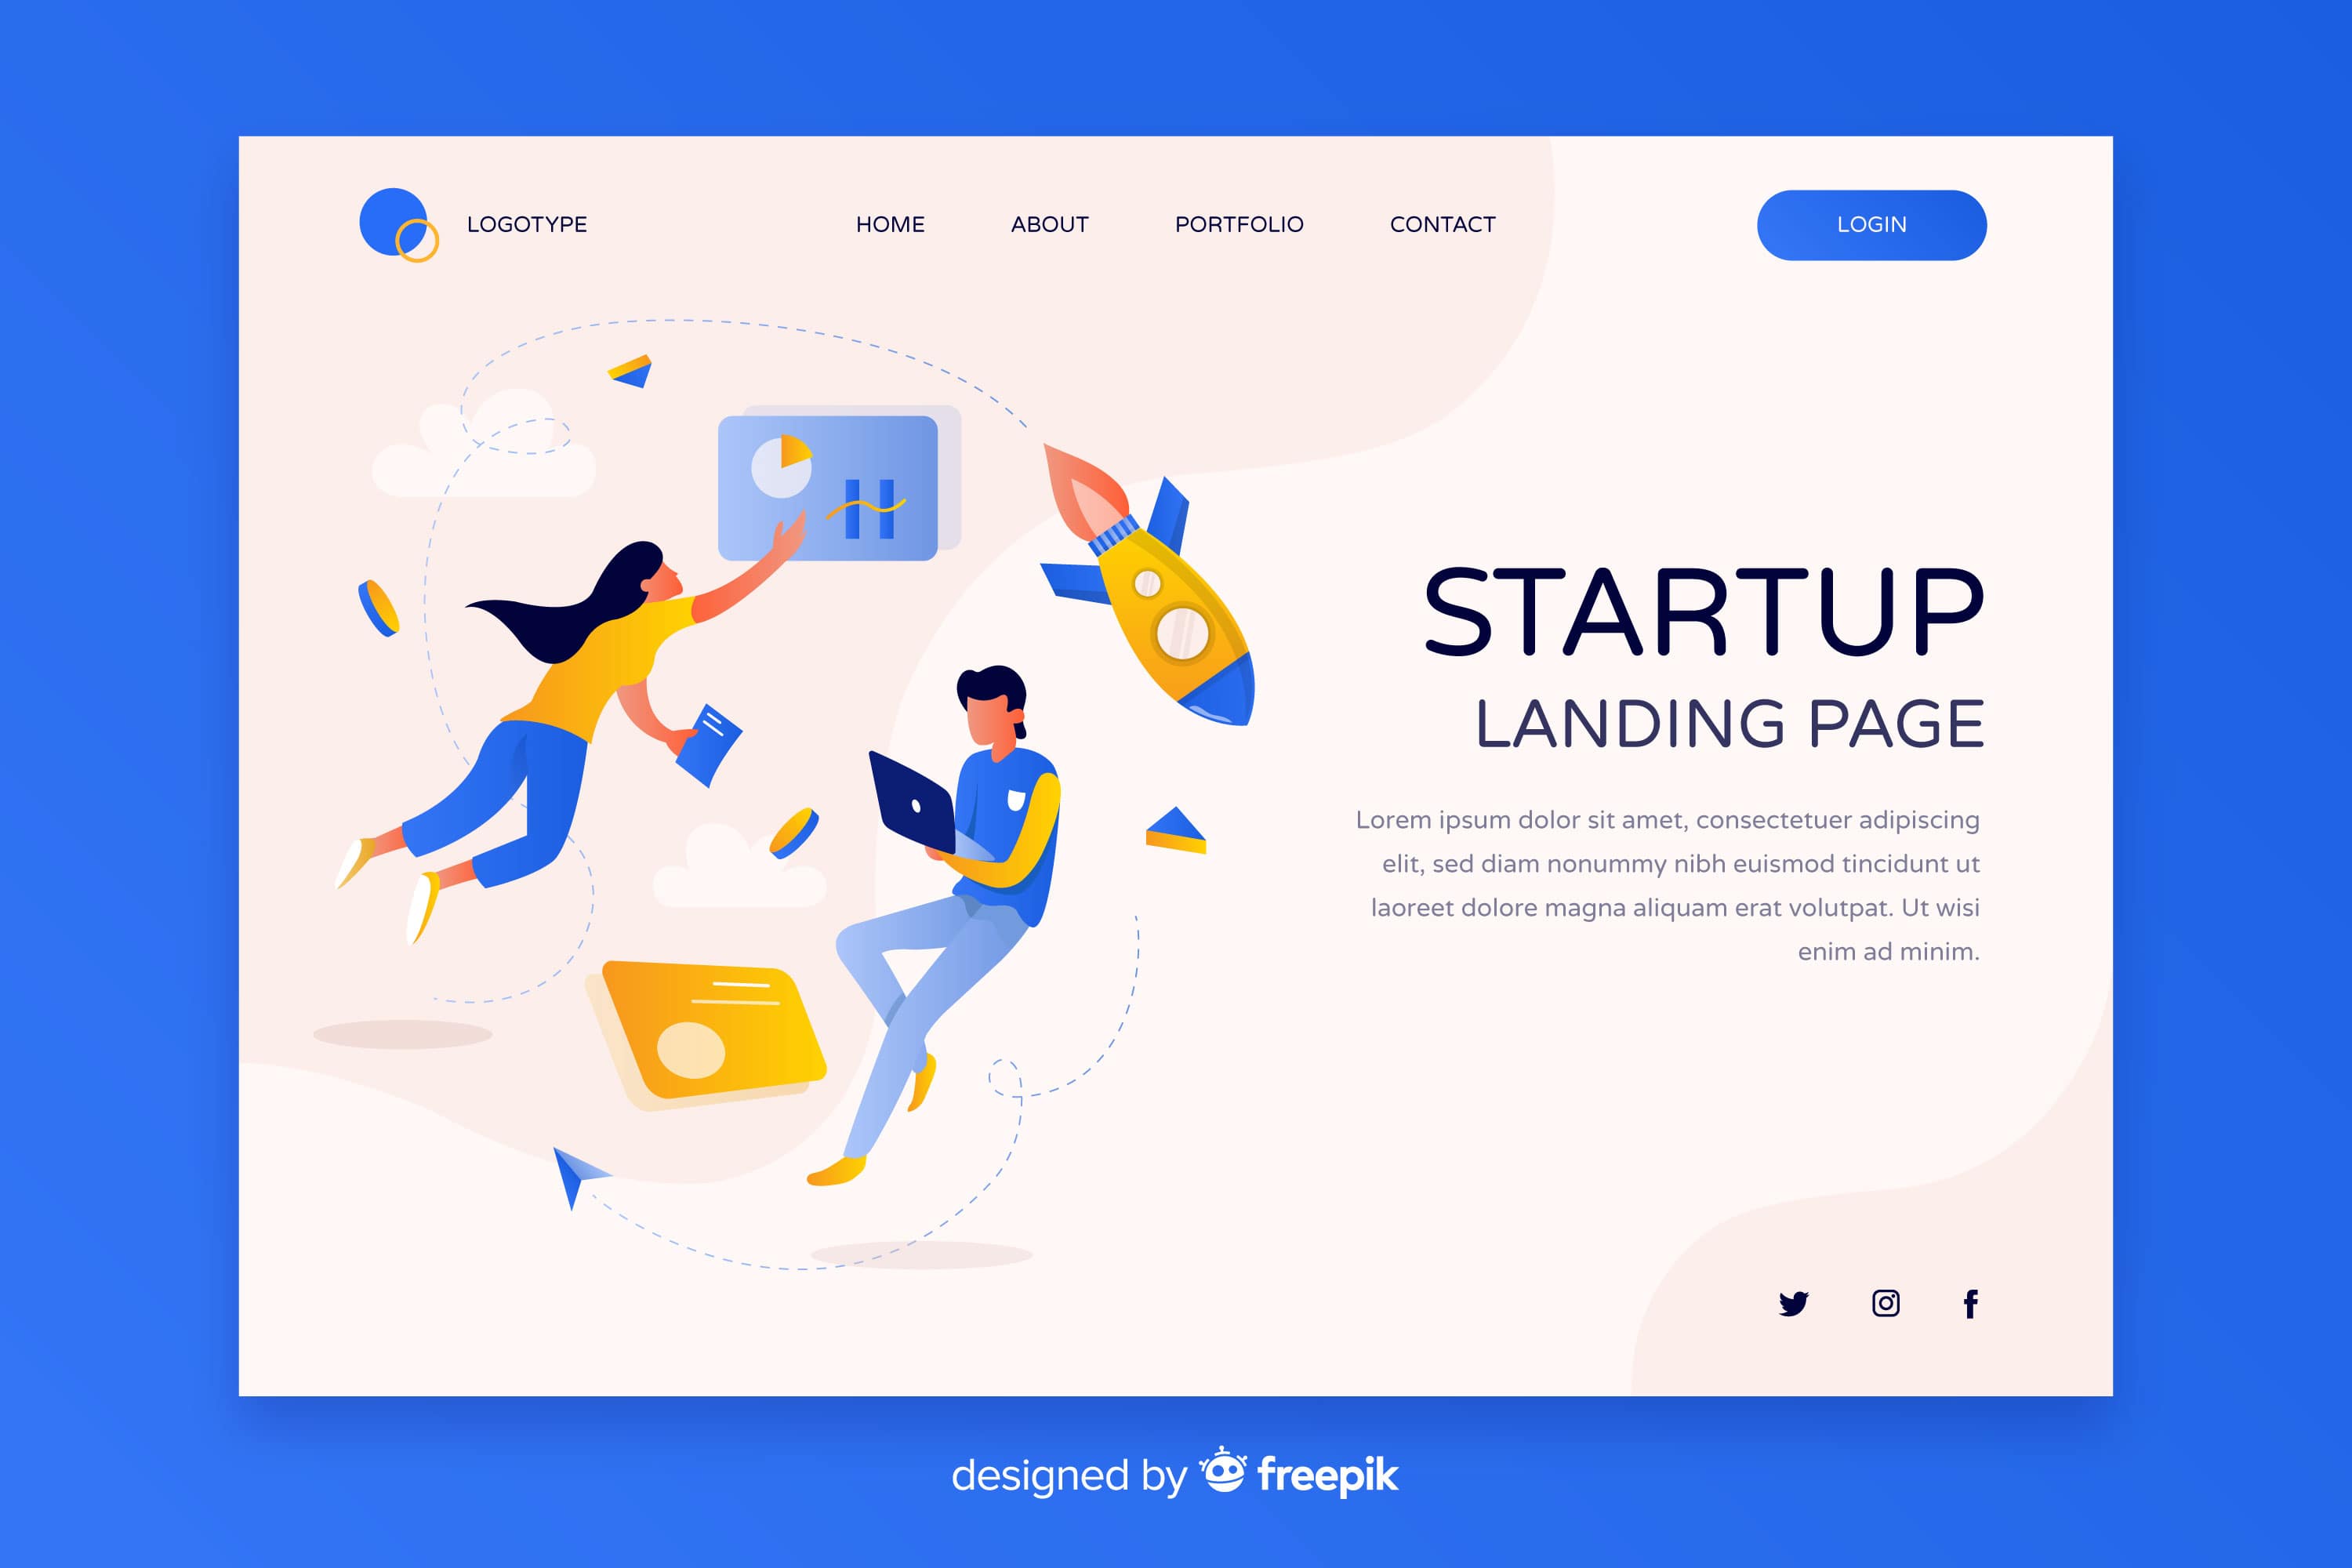 LOGOTYPE
HOME
ABOUT
PORTFOLIO
CONTACT
LOGIN
STARTUP
LANDING PAGE
Lorem ipsum dolor sit amet, consectetuer adipiscing
elit, sed diam nonummy nibh euismod tincidunt ut
laoreet dolore magna aliquam erat volutpat. Ut wisi
enim ad minim.
designed by freepik